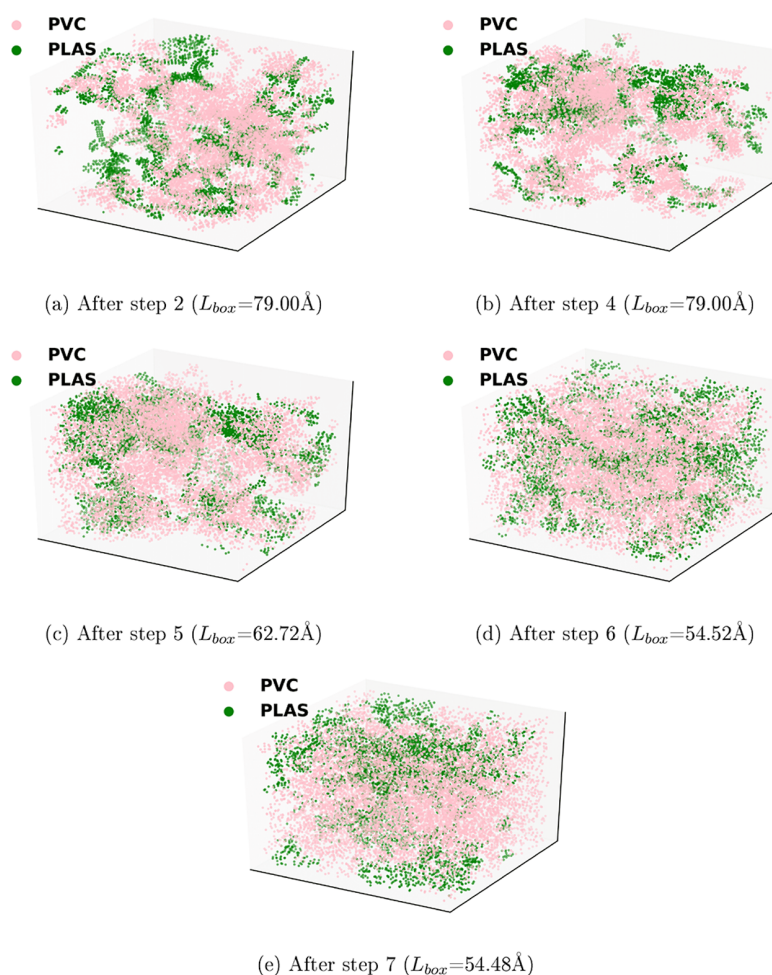 PVC
PLAS
PVC
PLAS
(a) After step 2 (L_box=79.00Å)
(b) After step 4 (L_box=79.00Å)
PVC
PLAS
PVC
PLAS
(c) After step 5 (L_box=62.72Å)
(d) After step 6 (L_box=54.52Å)
PVC
PLAS
(e) After step 7 (L_box=54.48Å)